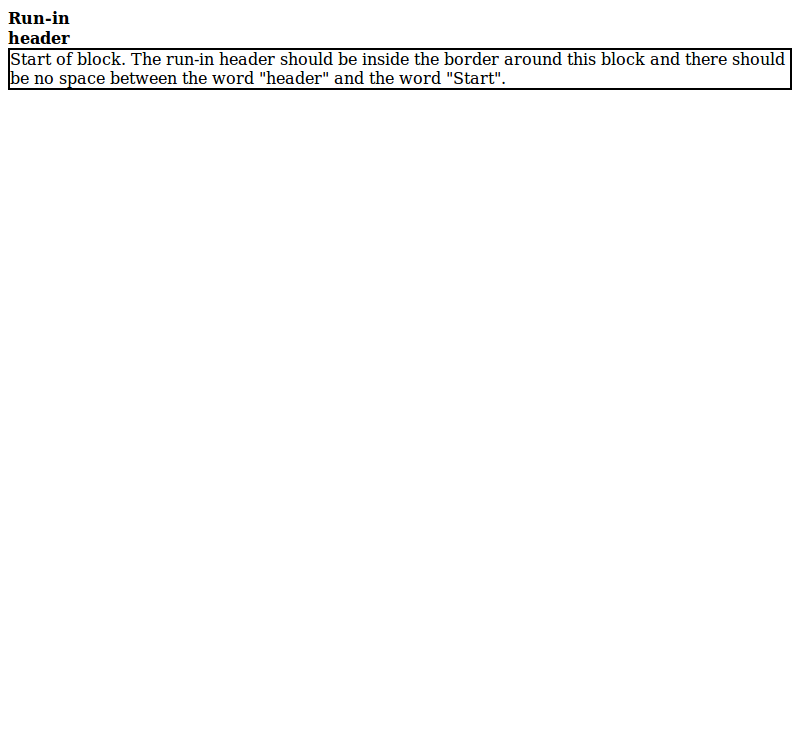 Run-in
header
Start of block. The run-in header should be inside the border around this block and there should
be no space between the word "header" and the word "Start".